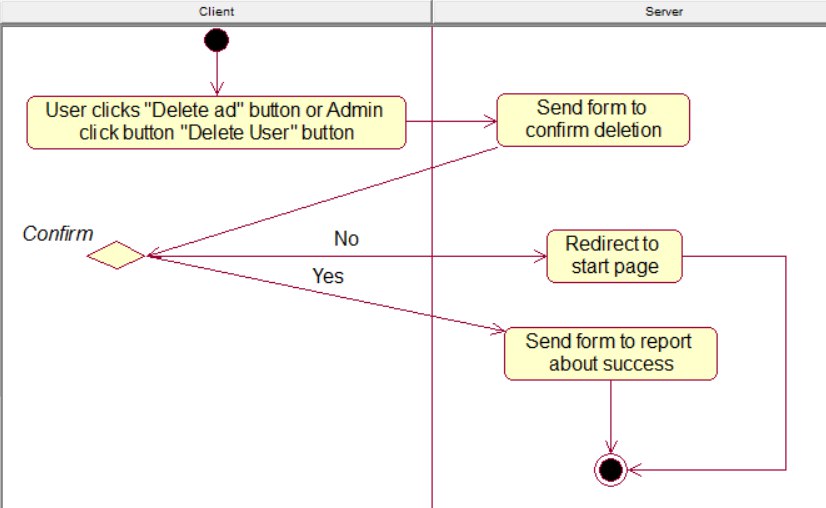 Client
Server
User clicks "Delete ad" button or Admin
click button "Delete User" button
Send form to
confirm deletion
Confirm
No
Redirect to
start page
Yes
Send form to report
about success